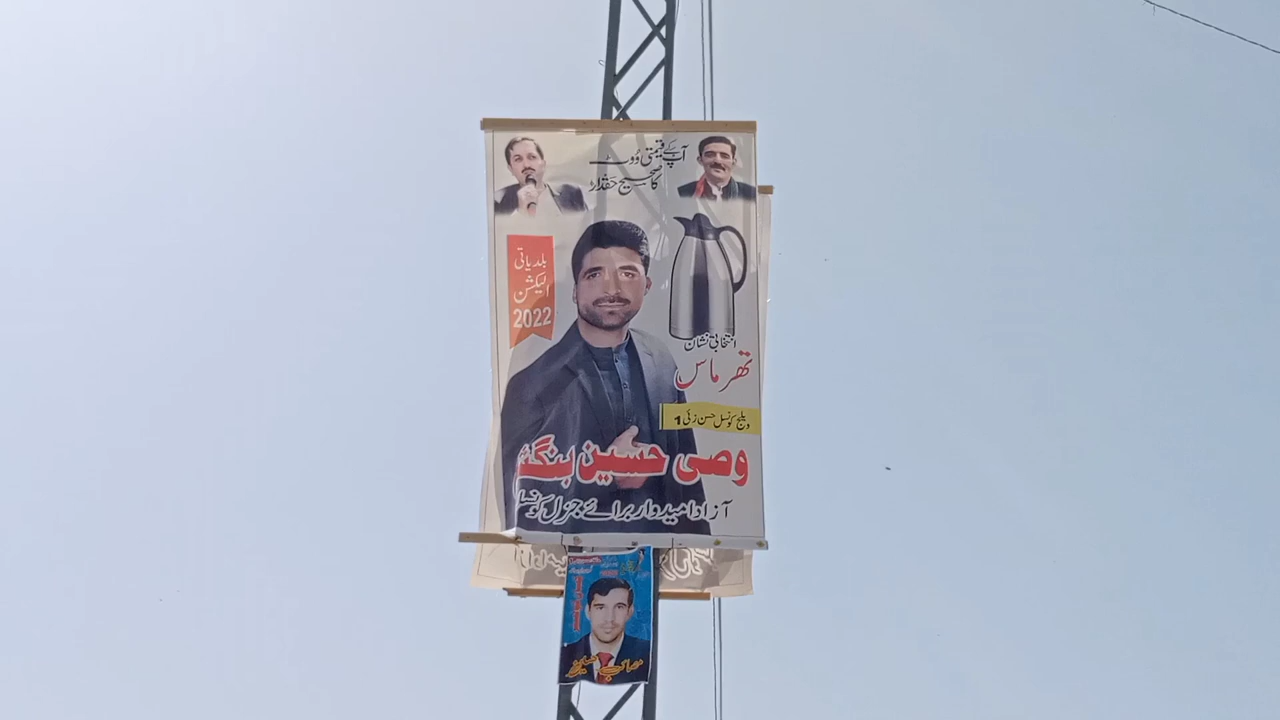 آپ کے قیمتی ووٹ
کا صحیح حقدار
بلدیاتی
الیکشن
2022
انتخابی نشان
تھرماس
ویلج کونسل حسن زئی 1
وصی حسین بنگش
آزاد امیدوار برائے جنرل کونسلر